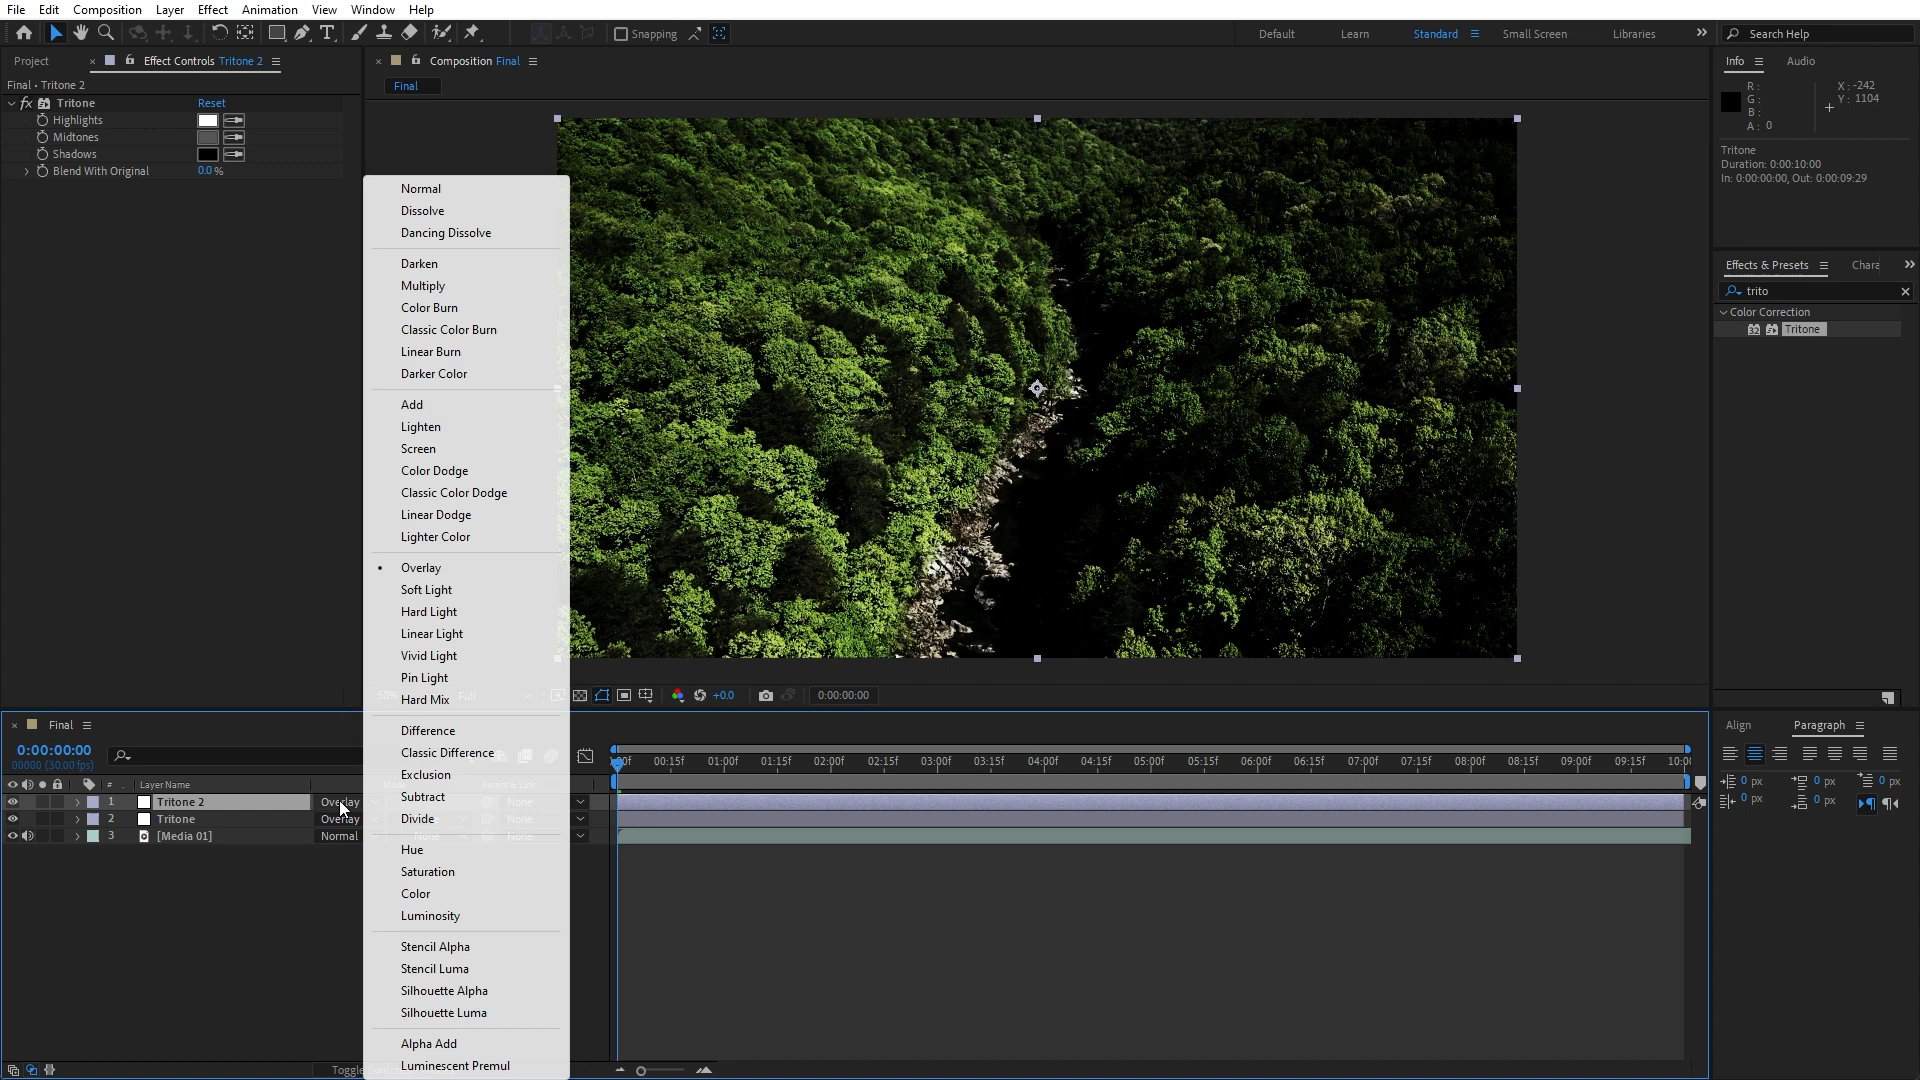 File Edit Composition Layer Effect Animation View Window Help
Snapping
Default Learn Standard Small Screen Libraries
Search Help
Project
Effect Controls Tritone 2
Final • Tritone 2
fx Tritone Reset
Highlights
Midtones
Shadows
Blend With Original 0.0 %
Composition Final
Final
Normal
Dissolve
Dancing Dissolve
Darken
Multiply
Color Burn
Classic Color Burn
Linear Burn
Darker Color
Add
Lighten
Screen
Color Dodge
Classic Color Dodge
Linear Dodge
Lighter Color
Overlay
Soft Light
Hard Light
Linear Light
Vivid Light
Pin Light
Hard Mix
Difference
Classic Difference
Exclusion
Subtract
Divide
Hue
Saturation
Color
Luminosity
Stencil Alpha
Stencil Luma
Silhouette Alpha
Silhouette Luma
Alpha Add
Luminescent Premul
Full
+0.0
0:00:00:00
Info Audio
R :
G :
B :
A : 0
X : -242
Y : 1104
Tritone
Duration: 0:00:10:00
In: 0:00:00:00, Out: 0:00:09:29
Effects & Presets Chara
trito
Color Correction
32 Tritone
Final
0:00:00:00
00000 (30.00 fps)
# Layer Name
1 Tritone 2 Overlay None
2 Tritone Overlay None
3 [Media 01] Normal None None
00:15f 01:00f 01:15f 02:00f 02:15f 03:00f 03:15f 04:00f 04:15f 05:00f 05:15f 06:00f 06:15f 07:00f 07:15f 08:00f 08:15f 09:00f 09:15f
Align Paragraph
0 px 0 px 0 px
0 px 0 px